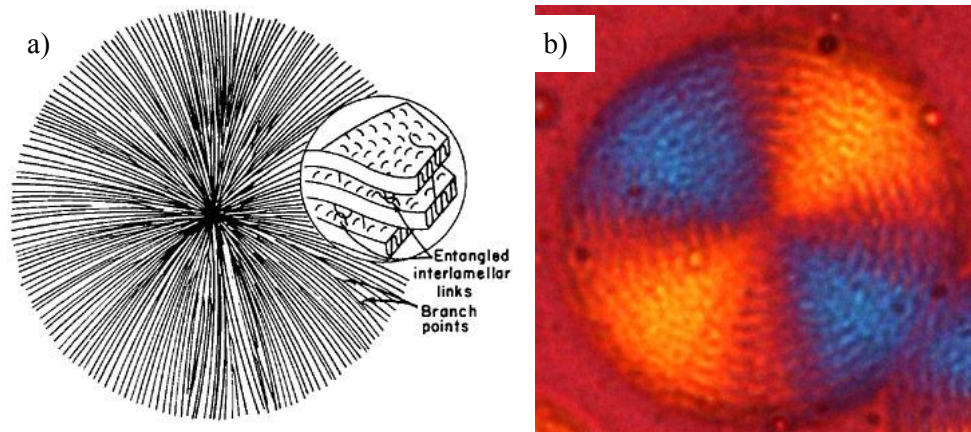 a)
Entangled
interlamellar
links
Branch
points
b)